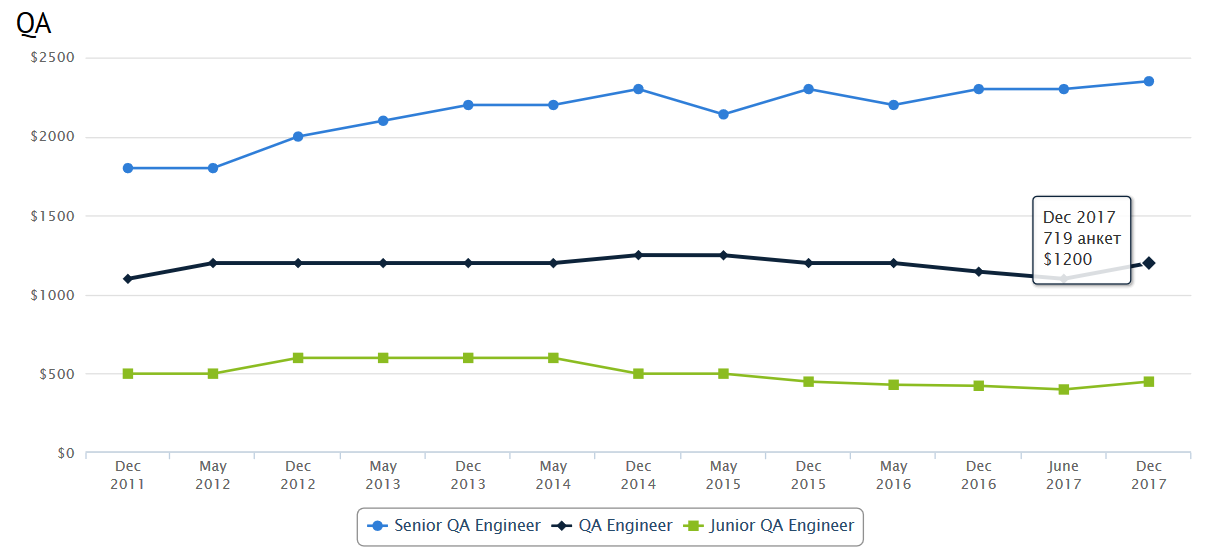 QA
$2500
$2000
$1500
$1000
$500
$0
Dec 2017
719 анкет
$1200
Dec May Dec May Dec May Dec May Dec May Dec June Dec
2011 2012 2012 2013 2013 2014 2014 2015 2015 2016 2016 2017 2017
Senior QA Engineer QA Engineer Junior QA Engineer